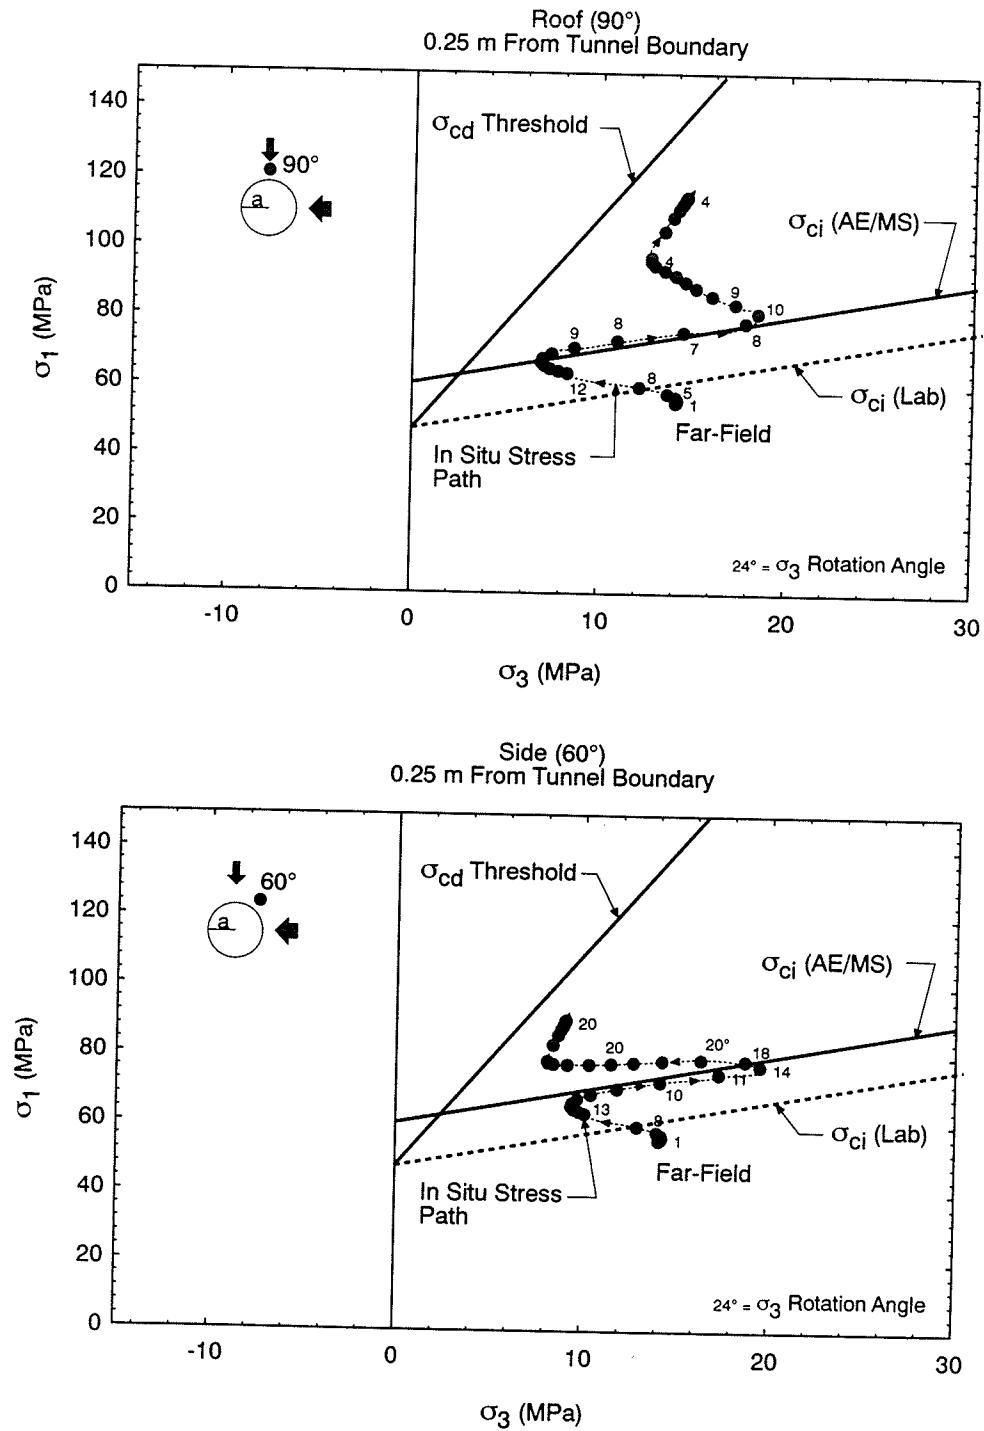 Roof (90°)
0.25 m From Tunnel Boundary
140
120
100
80
60
40
20
0
-10
0
10
20
30
σ1 (MPa)
σ3 (MPa)
90°
a
σcd Threshold
σci (AE/MS)
σci (Lab)
4
4
9
10
9
8
7
8
12
8
5
1
Far-Field
In Situ Stress
Path
24° = σ3 Rotation Angle
Side (60°)
0.25 m From Tunnel Boundary
140
120
100
80
60
40
20
0
-10
0
10
20
30
σ1 (MPa)
σ3 (MPa)
60°
a
σcd Threshold
σci (AE/MS)
σci (Lab)
20
20
20°
18
14
11
10
13
8
1
Far-Field
In Situ Stress
Path
24° = σ3 Rotation Angle